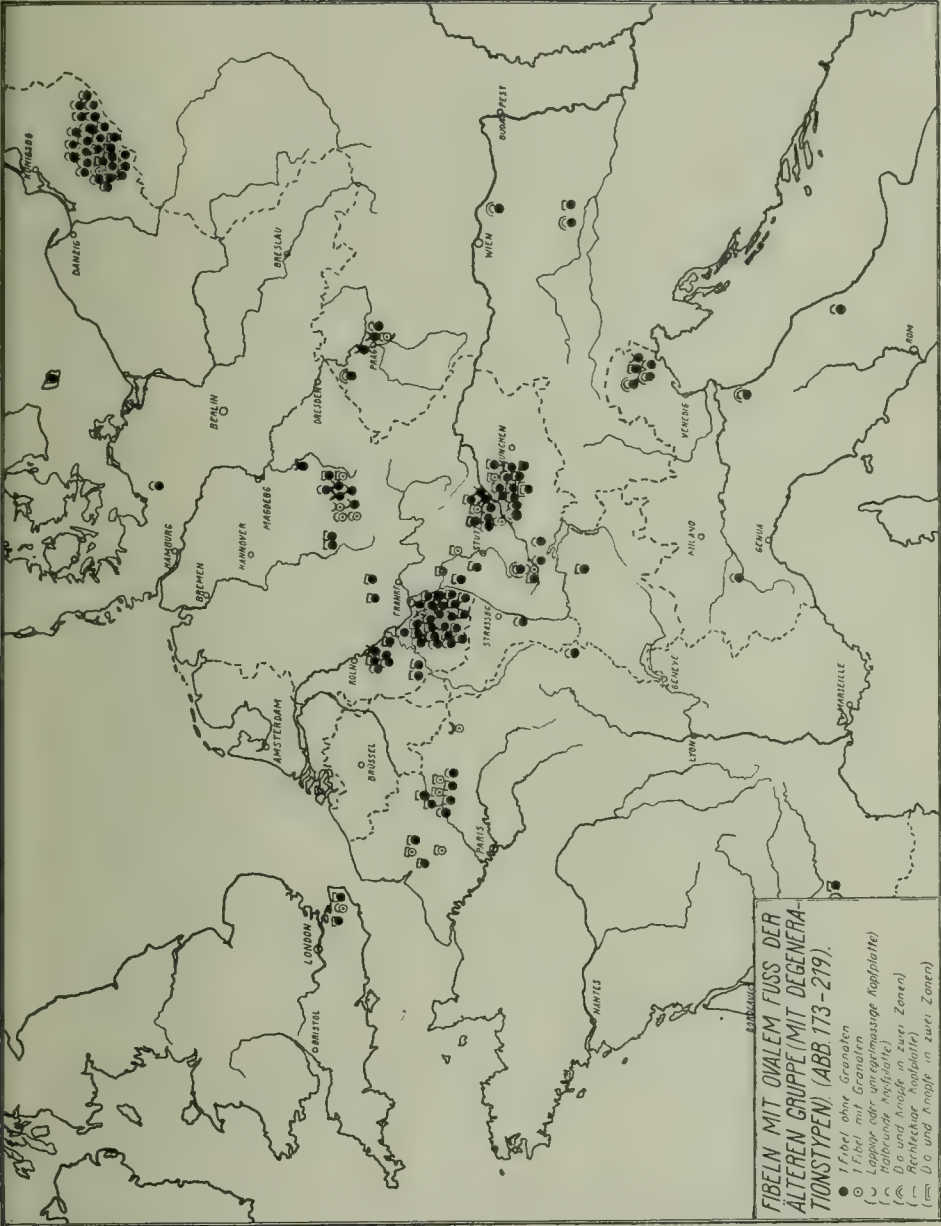 FIBELN MIT OVALEM FUSS DER
ÄLTEREN GRUPPE (MIT DEGENERA-
TIONSTYPEN). (ABB. 173–219).
1 Fibel ohne Granaten
1 Fibel mit Granaten
Lappige oder unregelmässige Kopfplatte)
Halbrunde Kopfplatte)
Do und Knöpfe in zwei Zonen)
Rechteckige Kopfplatte)
Do und Knöpfe in zwei Zonen)
BRISTOL
LONDON
NANTES
BORDEAUX
PARIS
BRÜSSEL
AMSTERDAM
LYON
MARSEILLE
GENÈVE
KÖLN
STRASSBG
FRANKF
BREMEN
HAMBURG
HANNOVER
MAGDEBG
MILANO
GENUA
MÜNCHEN
VENEDIG
BERLIN
DRESDEN
PRAG
ROM
WIEN
BRESLAU
DANZIG
BUDAPEST